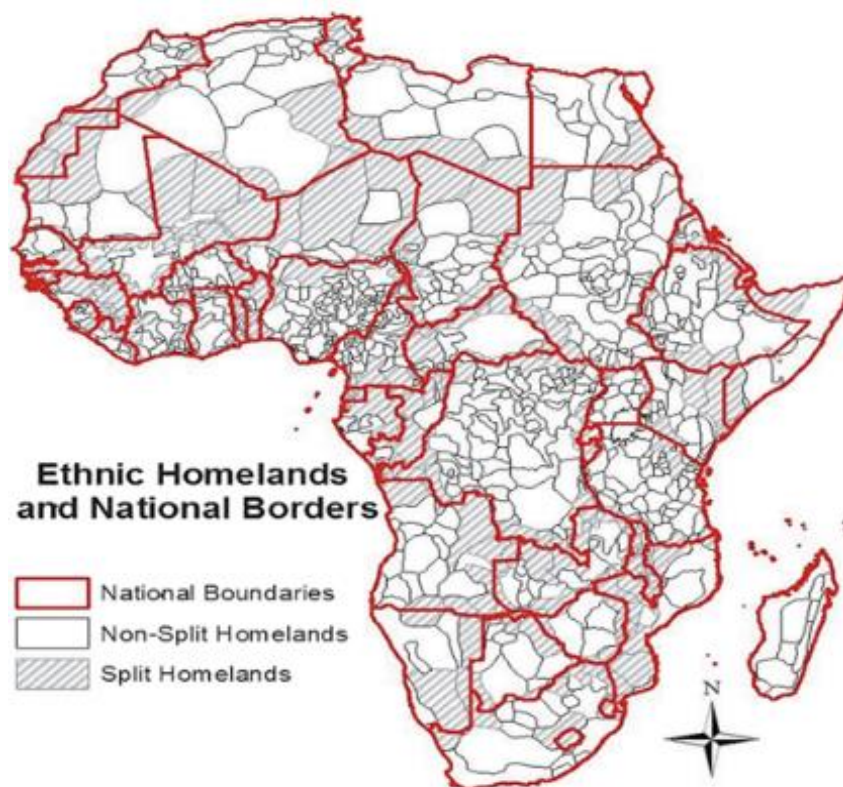 Ethnic Homelands
and National Borders
National Boundaries
Non-Split Homelands
Split Homelands
N